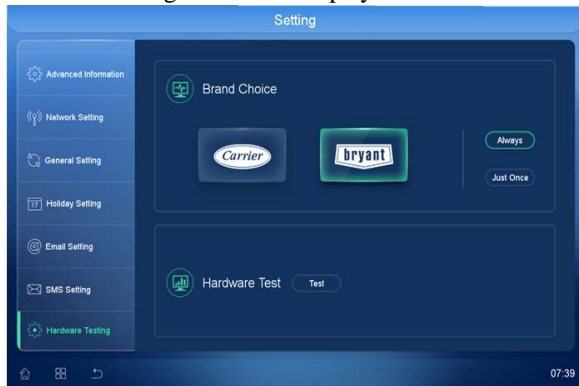 Setting
Advanced Information
Network Setting
General Setting
17
Holiday Setting
Email Setting
SMS Setting
Hardware Testing
Brand Choice
Carrier
bryant
Always
Just Once
Hardware Test
Test
07:39